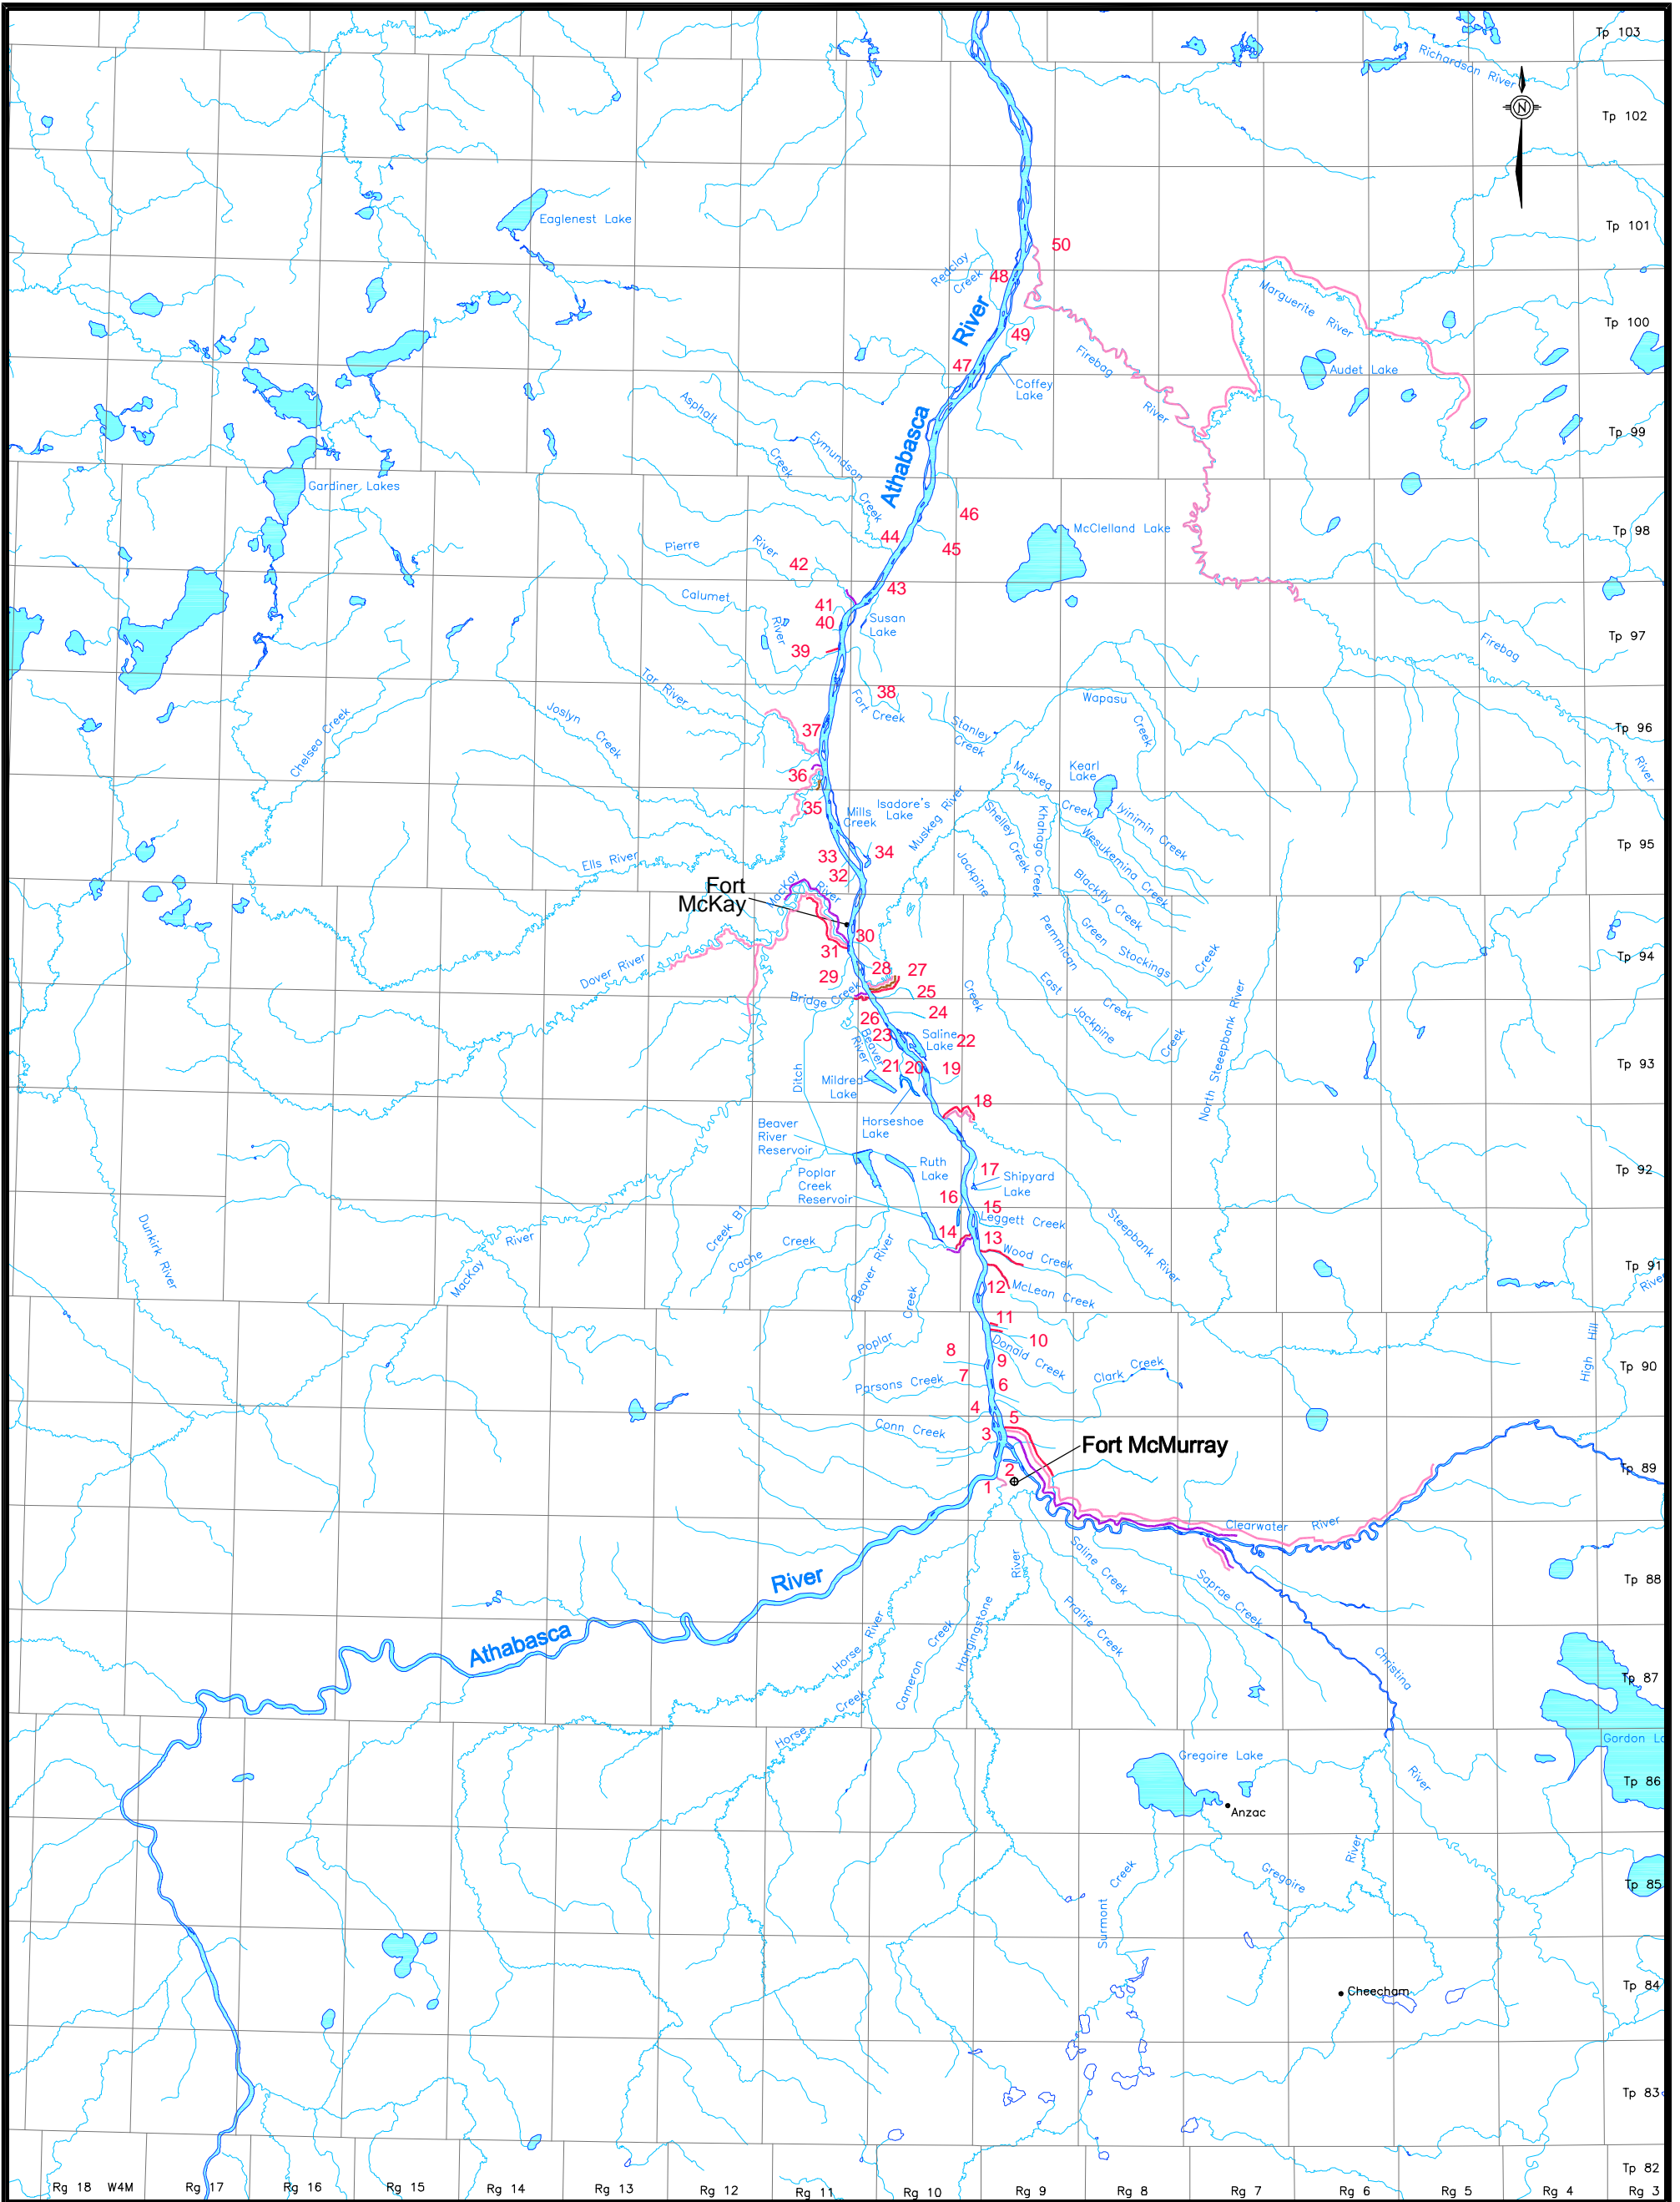 Tp 103
Richardson River
N
Tp 102
Eaglenest Lake
Tp 101
50
Redclay
Creek
48
Marguerite River
Athabasca River
49
Tp 100
Firebag
River
47
Audet Lake
Coffey
Lake
Asphalt
Creek
Eymundson
Creek
Tp 99
Gardiner Lakes
46
McClelland Lake
Tp 98
44
45
Pierre
River
42
43
Calumet
River
41
40
Susan
Lake
Tp 97
39
Firebag
River
Tar River
38
Fort
Creek
Wapasu
Creek
Joslyn
Creek
Chelsea Creek
Stanley
Creek
37
Tp 96
Kearl
Lake
36
Muskeg
Creek
35
Mills
Creek
Isadore's
Lake
Muskeg River
Shelley Creek
Khahago Creek
Iyinimin Creek
Wesukemina Creek
Tp 95
33
34
Ells River
Jackpine
Creek
32
Blackfly Creek
Fort
McKay
MacKay
River
Green Stockings
Creek
Pemmican
Creek
30
31
Tp 94
Dover River
28
27
29
East
Jackpine
Creek
Bridge Creek
25
24
26
23
Beaver
River
Saline
Lake
22
North Steeepbank River
Tp 93
21
20
19
Ditch
Mildred
Lake
18
Horseshoe
Lake
Beaver
River
Reservoir
Ruth
Lake
17
Shipyard
Lake
Tp 92
Poplar
Creek
Reservoir
16
15
Leggett Creek
Dunkirk
River
Creek B1
14
13
Steepbank River
MacKay
River
Cache Creek
Wood Creek
Beaver River
Tp 91
River
12
McLean Creek
11
10
Poplar
Creek
8
9
Donald Creek
High Hill
Tp 90
7
Clark Creek
Parsons Creek
6
4
5
Conn Creek
3
Fort McMurray
2
Tp 89
1
Clearwater River
Saline Creek
River
Saprae Creek
Tp 88
Athabasca River
Hangingstone
Prairie Creek
Horse River
Cameron Creek
Christina
River
Tp 87
Horse Creek
Gregoire Lake
Tp 86
Anzac
Gregoire
River
Surmont
Creek
Tp 85
Tp 84
Cheecham
Tp 83
Tp 82
Rg 18 W4M Rg 17 Rg 16 Rg 15 Rg 14 Rg 13 Rg 12 Rg 11 Rg 10 Rg 9 Rg 8 Rg 7 Rg 6 Rg 5 Rg 4 Rg 3